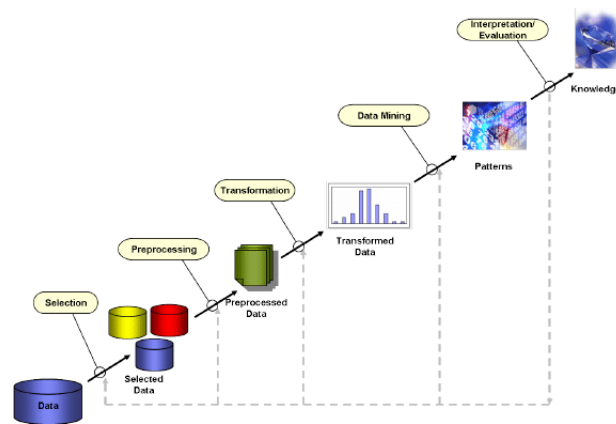 Interpretation/
Evaluation
Knowledg
Data Mining
Patterns
Transformation
Transformed
Data
Preprocessing
Preprocessed
Data
Selection
Selected
Data
Data